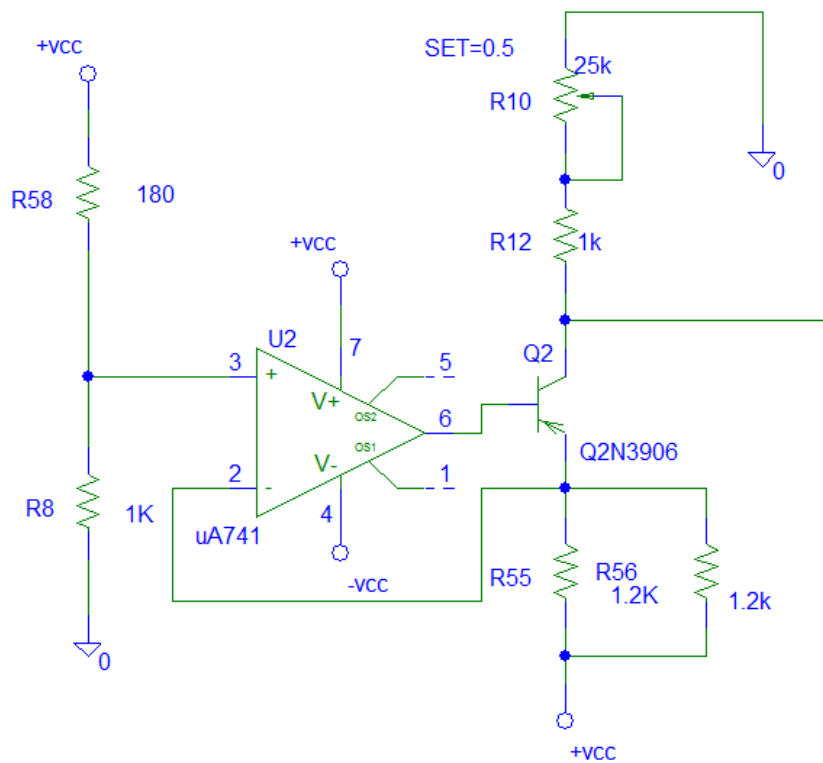 +vcc
SET=0.5
25k
R10
0
R58
180
R12
1k
+vcc
U2
7
5
Q2
3
+
V+
OS2
6
OS1
V-
2
-
1
Q2N3906
4
R8
1K
uA741
-vcc
R55
R56
1.2K
1.2k
0
+vcc